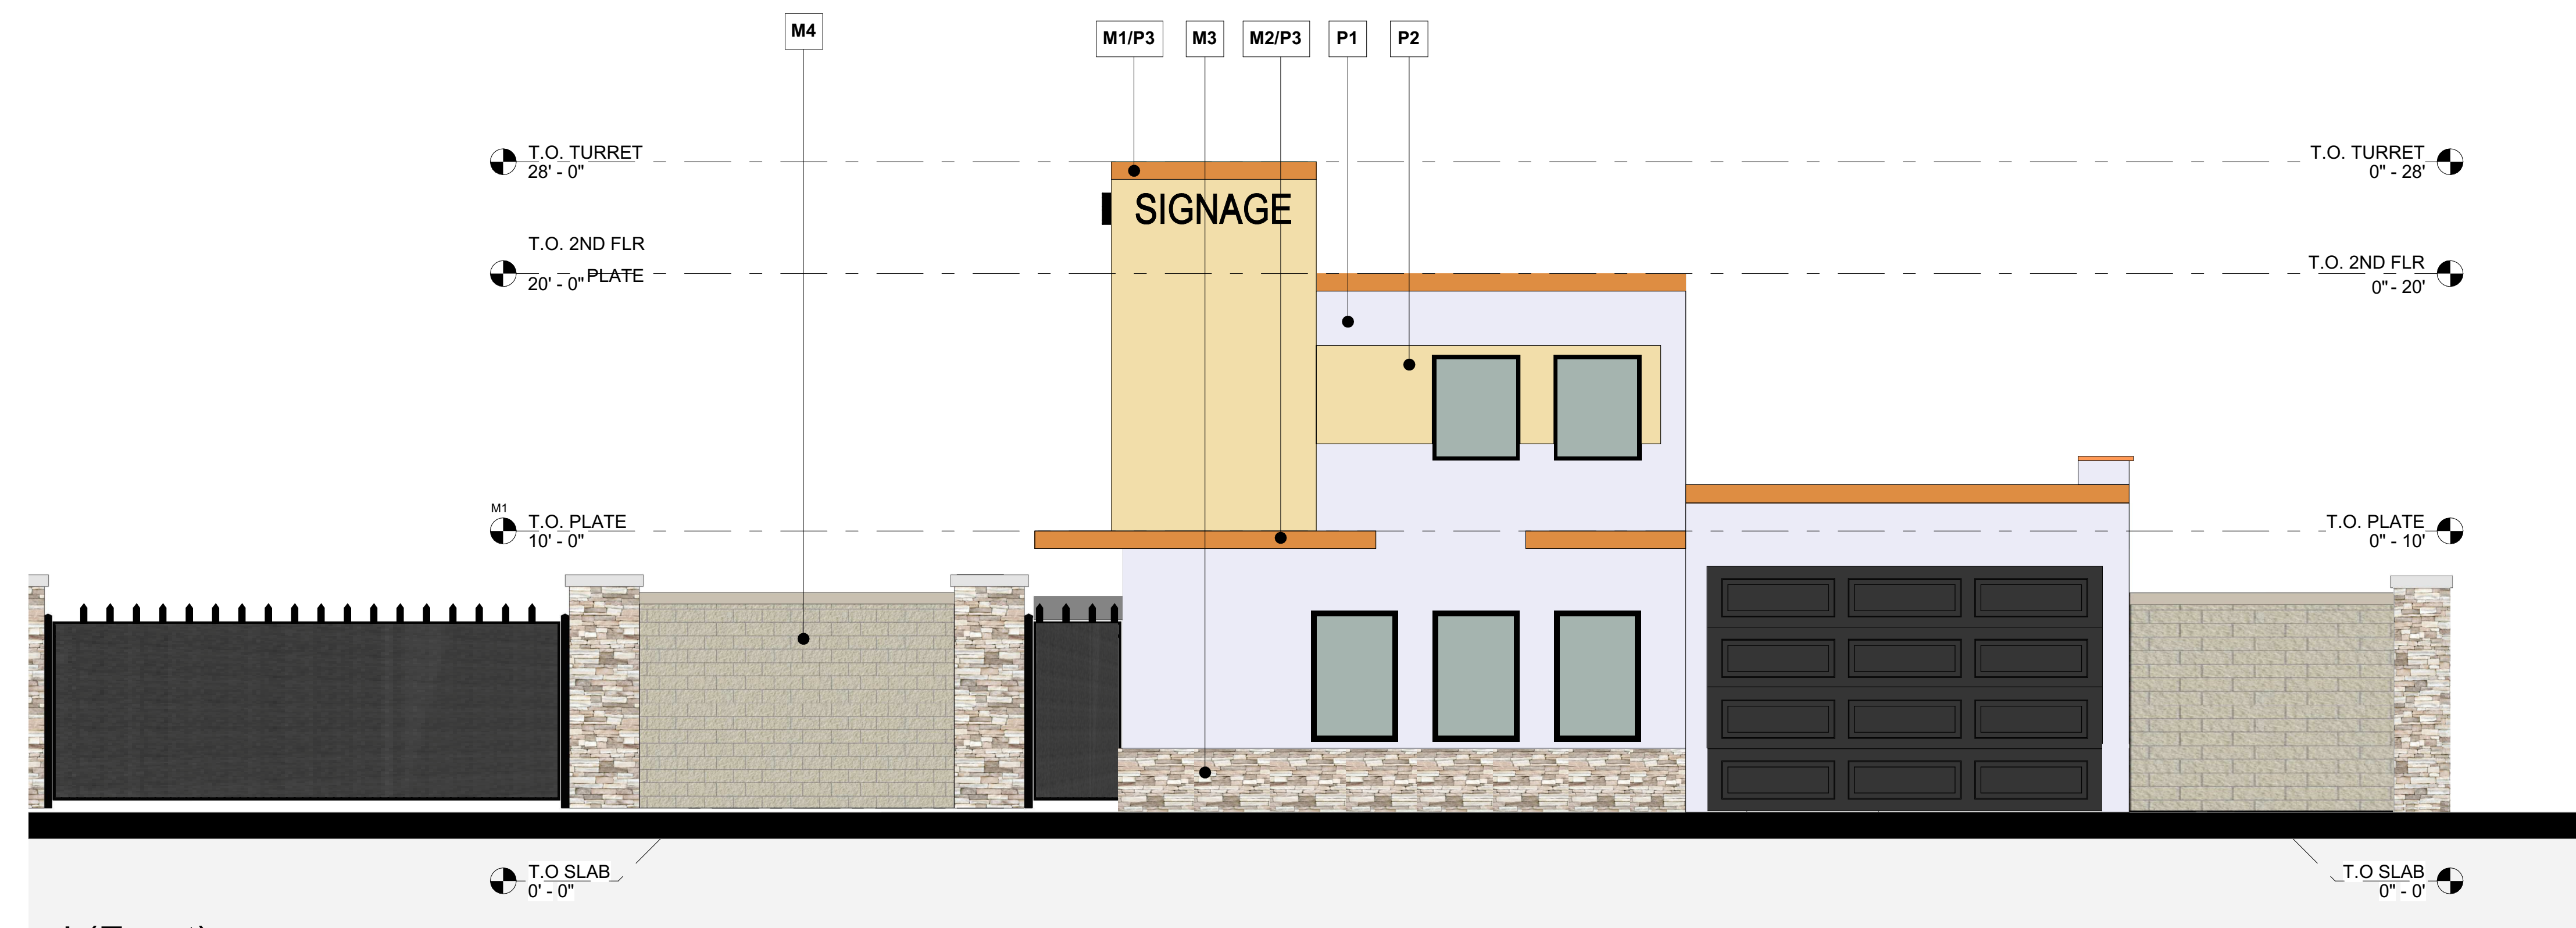 M4
M1/P3
M3
M2/P3
P1
P2
T.O. TURRET
28' - 0"
T.O. TURRET
0" - 28'
SIGNAGE
T.O. 2ND FLR
PLATE
20' - 0"
T.O. 2ND FLR
0" - 20'
M1
T.O. PLATE
10' - 0"
T.O. PLATE
0" - 10'
T.O SLAB
0' - 0"
T.O SLAB
0" - 0'